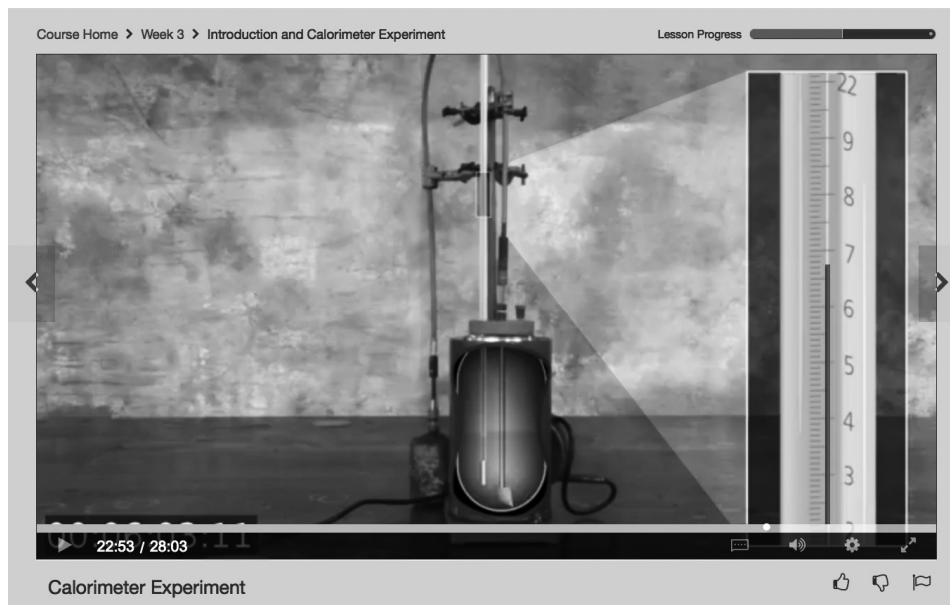 Course Home > Week 3 > Introduction and Calorimeter Experiment
Lesson Progress
22
9
8
7
6
5
4
3
2
22:53 / 28:03
Calorimeter Experiment